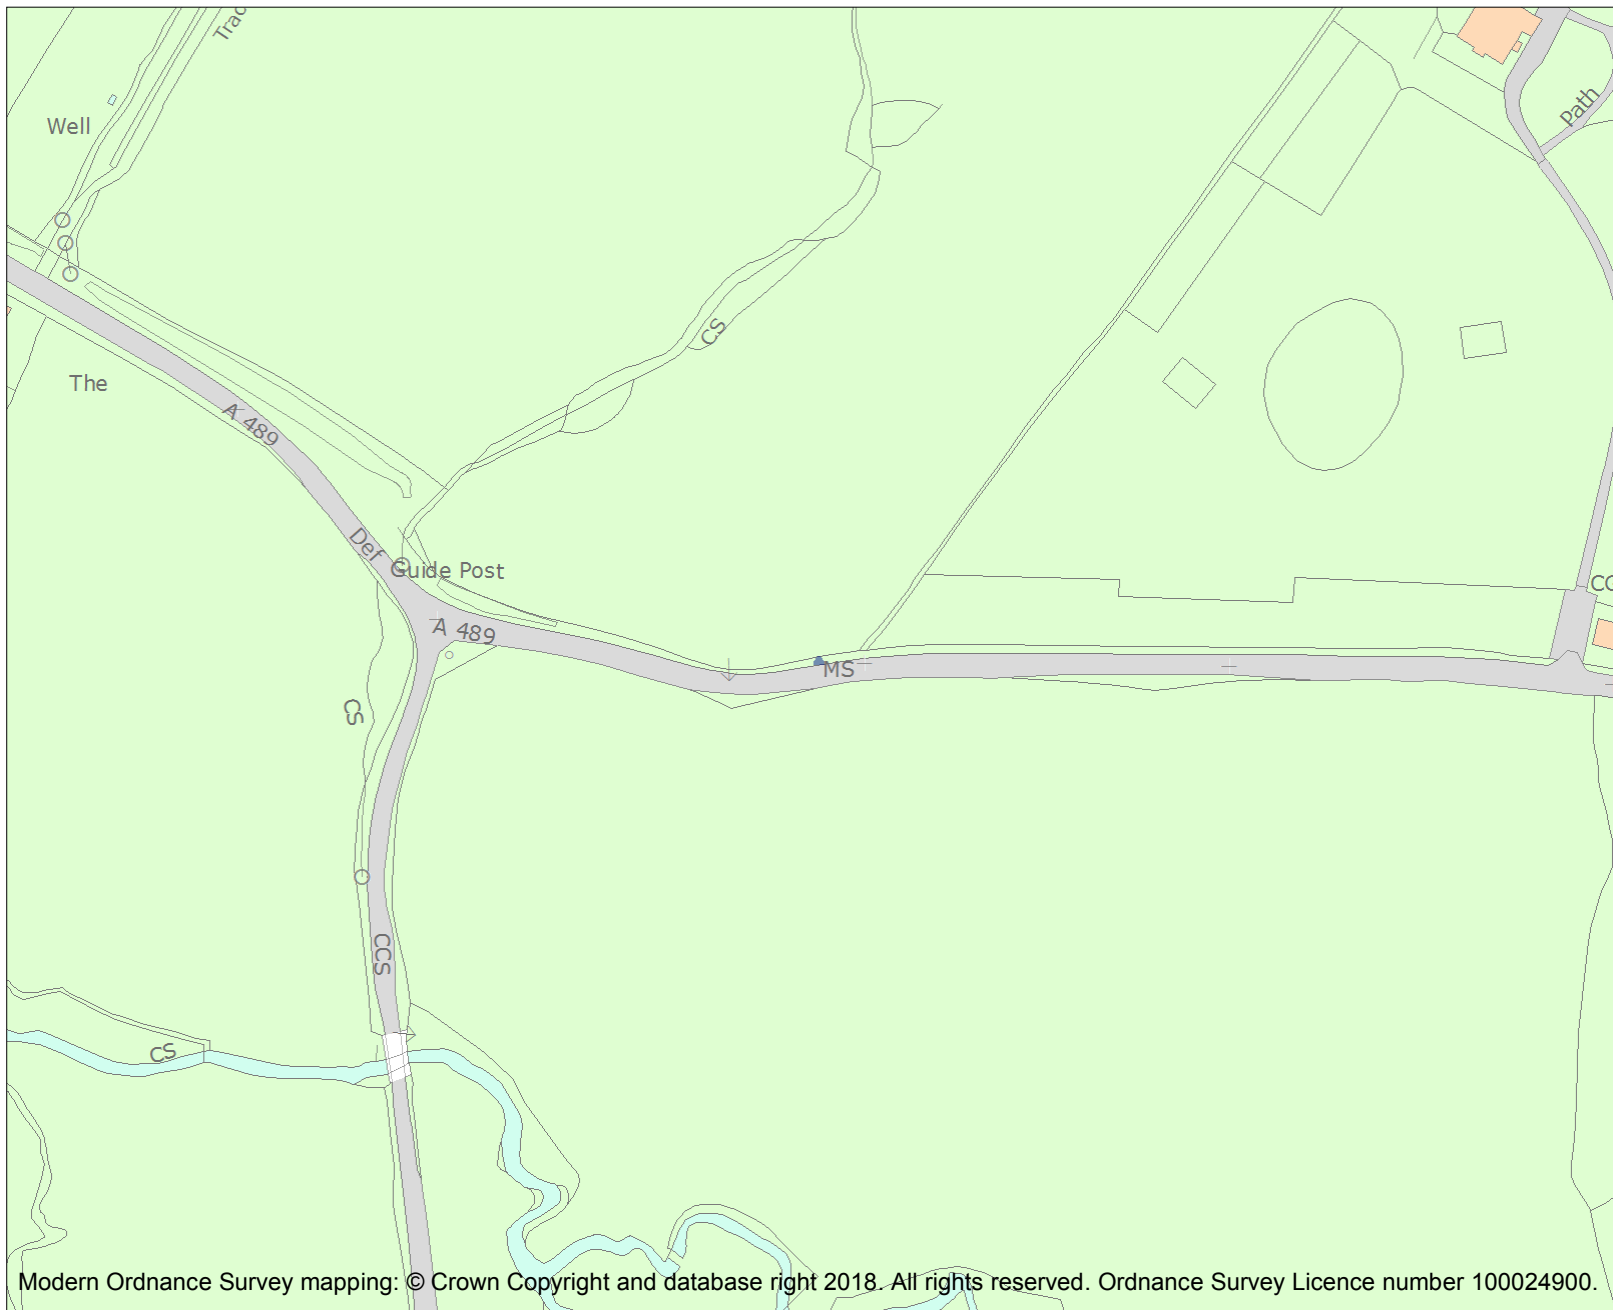 Trac
Path
Well
CS
The
A 489
Def
Guide Post
CC
A 489
MS
CS
CCS
CS
Modern Ordnance Survey mapping: © Crown Copyright and database right 2018. All rights reserved. Ordnance Survey Licence number 100024900.